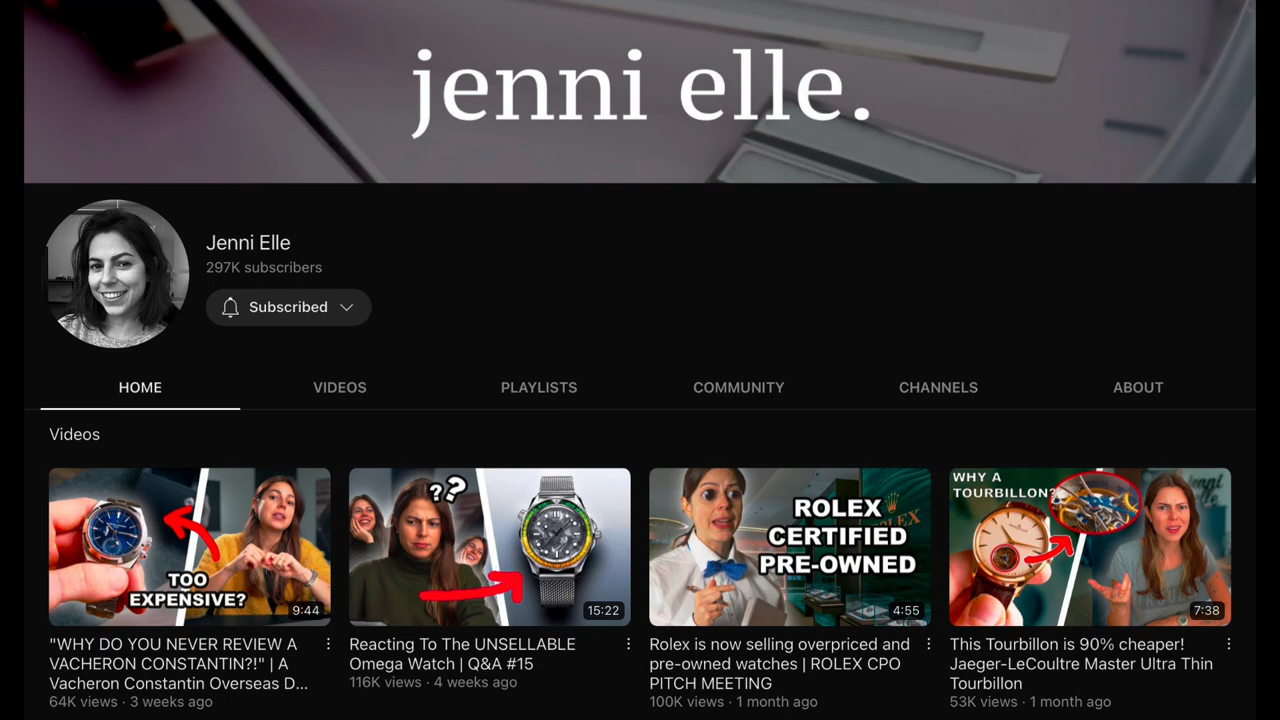 jenni elle.
Jenni Elle
297K subscribers
Subscribed
HOME
VIDEOS
PLAYLISTS
COMMUNITY
CHANNELS
ABOUT
Videos
TOO
EXPENSIVE?
9:44
"WHY DO YOU NEVER REVIEW A
VACHERON CONSTANTIN?!" | A
Vacheron Constantin Overseas D...
64K views · 3 weeks ago
??
15:22
Reacting To The UNSELLABLE
Omega Watch | Q&A #15
116K views · 4 weeks ago
ROLEX
CERTIFIED
PRE-OWNED
ROLEX
4:55
Rolex is now selling overpriced and
pre-owned watches | ROLEX CPO
PITCH MEETING
100K views · 1 month ago
WHY A
TOURBILLON?
jenni
elle.
7:38
This Tourbillon is 90% cheaper!
Jaeger-LeCoultre Master Ultra Thin
Tourbillon
53K views · 1 month ago